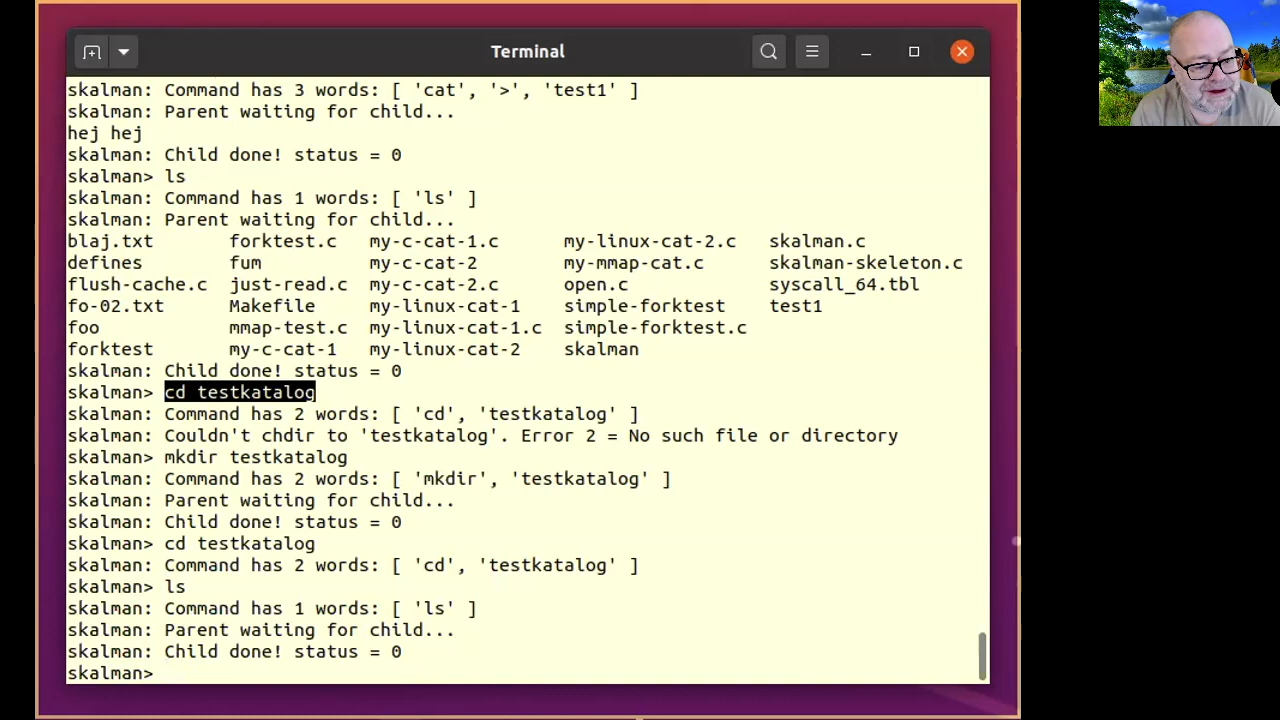 Terminal
skalman: Command has 3 words: [ 'cat', '>', 'test1' ]
skalman: Parent waiting for child...
hej hej
skalman: Child done! status = 0
skalman> ls
skalman: Command has 1 words: [ 'ls' ]
skalman: Parent waiting for child...
blaj.txt forktest.c my-c-cat-1.c my-linux-cat-2.c skalman.c
defines fum my-c-cat-2 my-mmap-cat.c skalman-skeleton.c
flush-cache.c just-read.c my-c-cat-2.c open.c syscall_64.tbl
fo-02.txt Makefile my-linux-cat-1 simple-forktest test1
foo mmap-test.c my-linux-cat-1.c simple-forktest.c
forktest my-c-cat-1 my-linux-cat-2 skalman
skalman: Child done! status = 0
skalman> cd testkatalog
skalman: Command has 2 words: [ 'cd', 'testkatalog' ]
skalman: Couldn't chdir to 'testkatalog'. Error 2 = No such file or directory
skalman> mkdir testkatalog
skalman: Command has 2 words: [ 'mkdir', 'testkatalog' ]
skalman: Parent waiting for child...
skalman: Child done! status = 0
skalman> cd testkatalog
skalman: Command has 2 words: [ 'cd', 'testkatalog' ]
skalman> ls
skalman: Command has 1 words: [ 'ls' ]
skalman: Parent waiting for child...
skalman: Child done! status = 0
skalman>